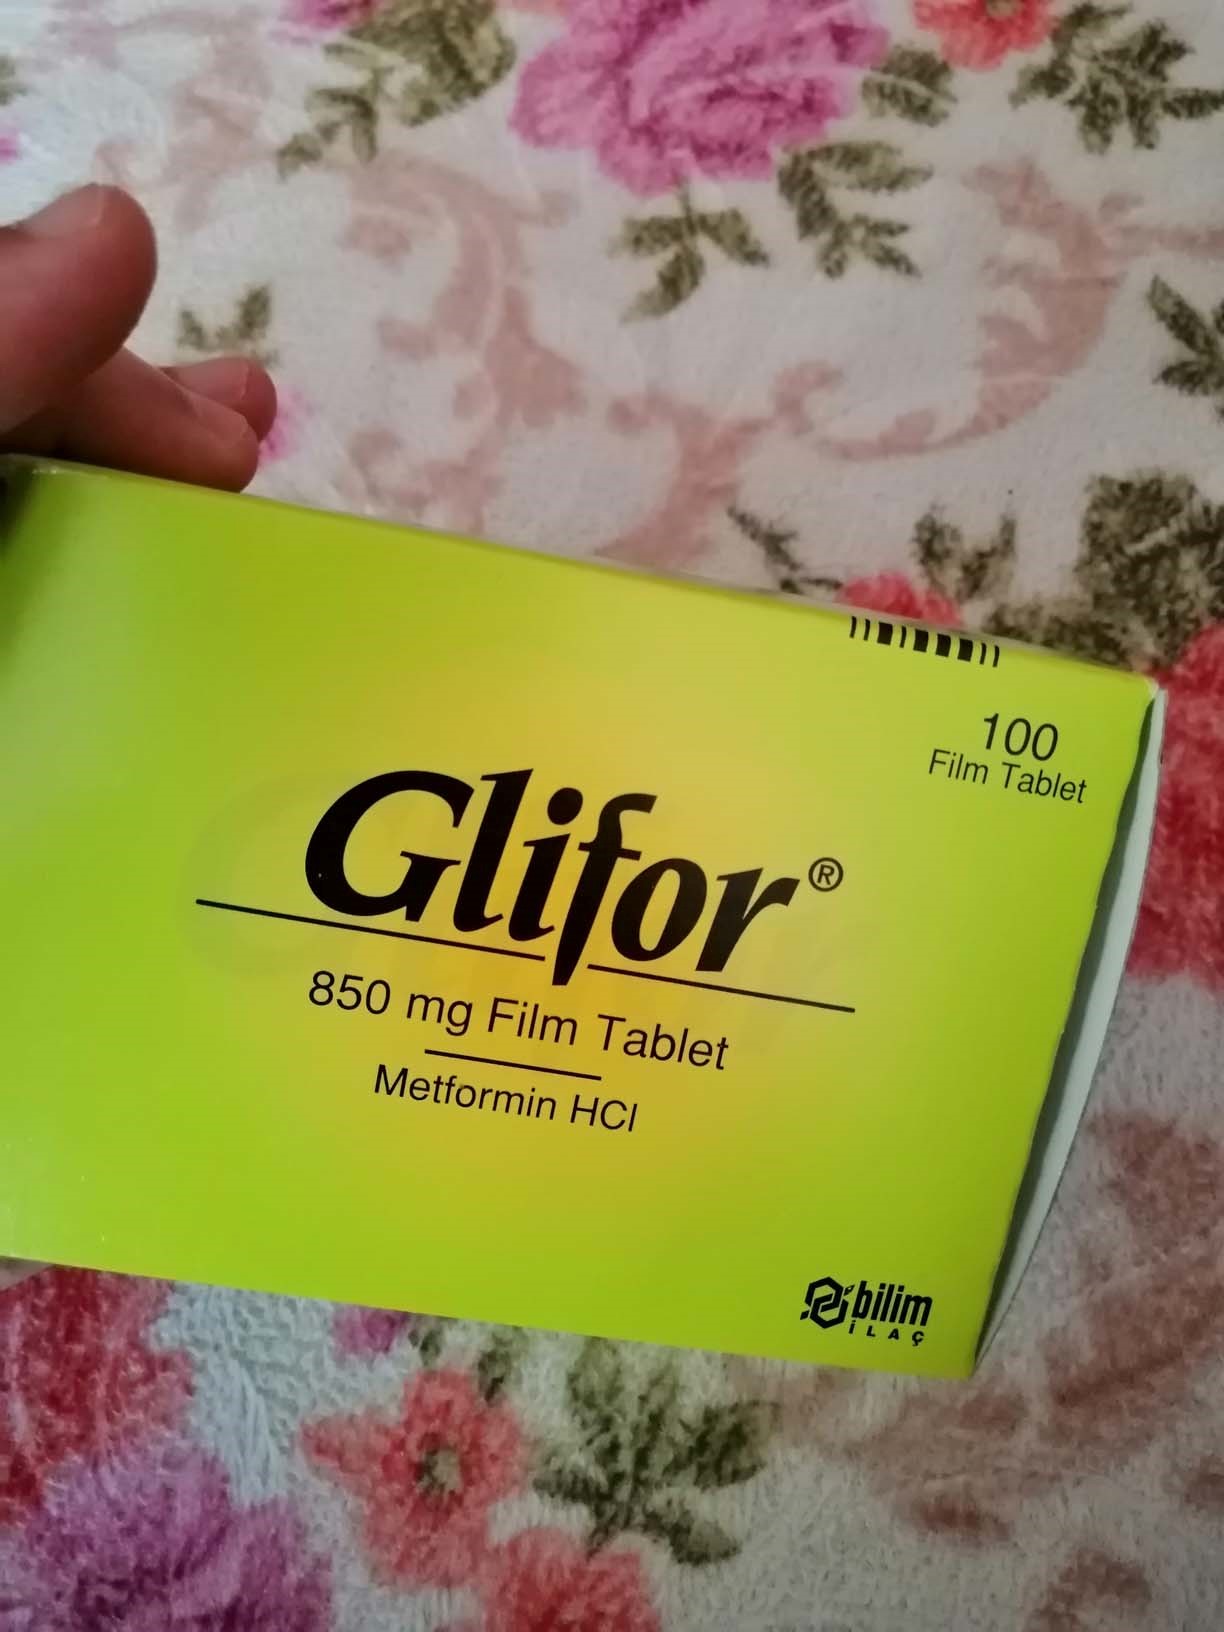 100
Film Tablet
Glifor®
850 mg Film Tablet
Metformin HCl
bilim
İLAÇ